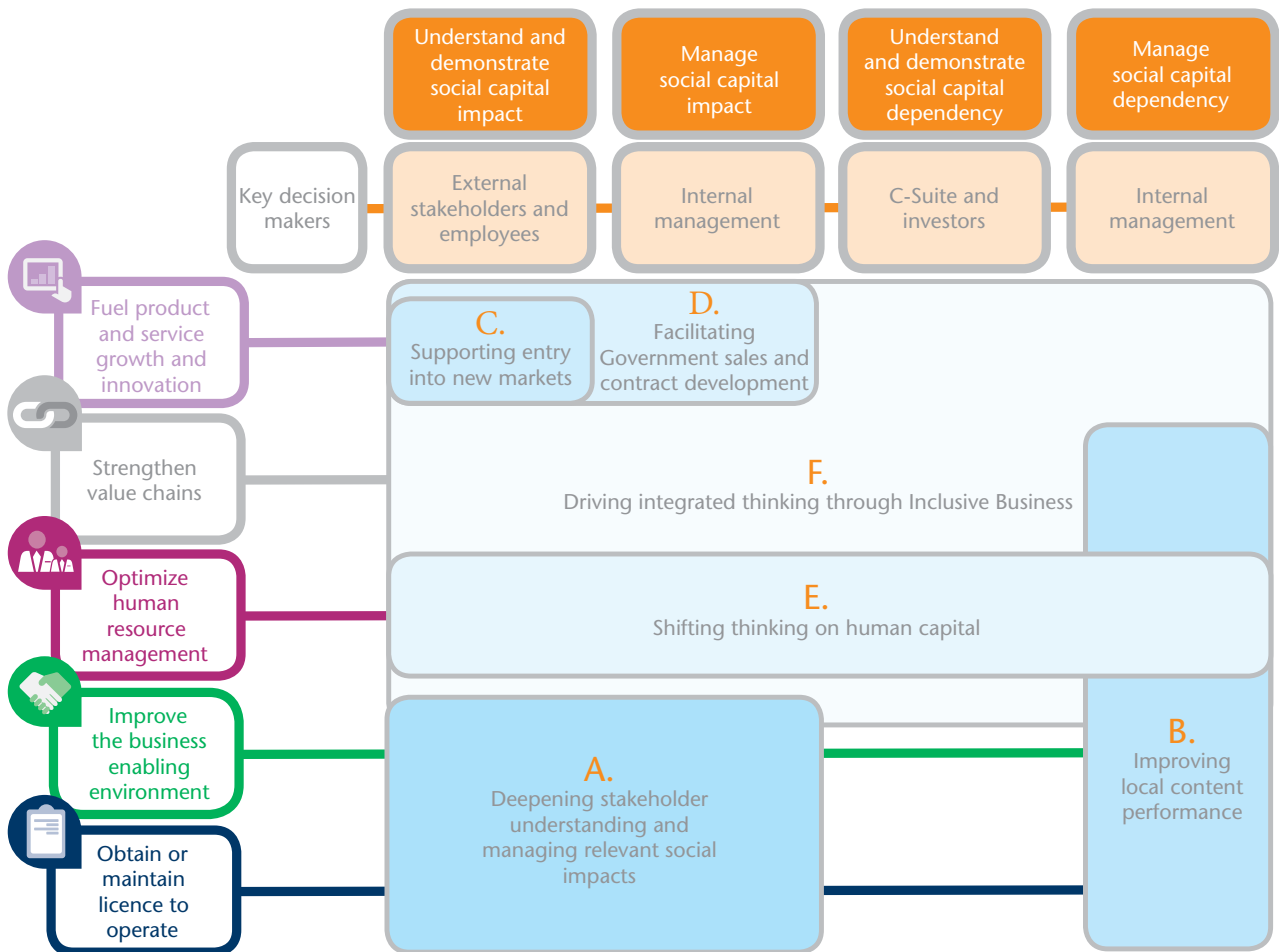 Understand and
demonstrate
social capital
impact
Manage
social capital
impact
Understand
and demonstrate
social capital
dependency
Manage
social capital
dependency
Key decision
makers
External
stakeholders and
employees
Internal
management
C-Suite and
investors
Internal
management
Fuel product
and service
growth and
innovation
C.
Supporting entry
into new markets
D.
Facilitating
Government sales and
contract development
Strengthen
value chains
F.
Driving integrated thinking through Inclusive Business
Optimize
human
resource
management
E.
Shifting thinking on human capital
Improve
the business
enabling
environment
A.
Deepening stakeholder
understanding and
managing relevant social
impacts
B.
Improving
local content
performance
Obtain or
maintain
licence to
operate